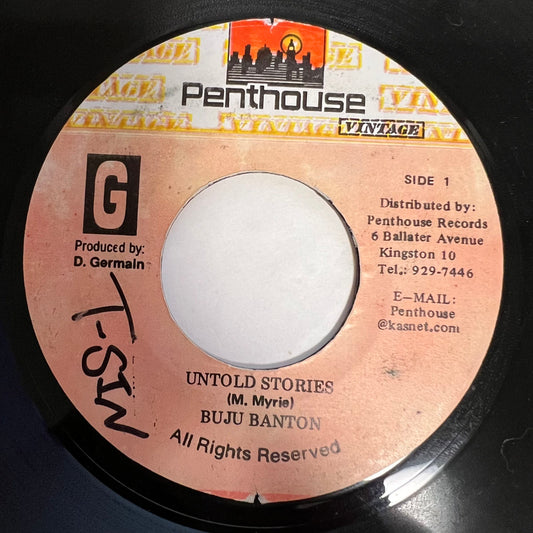 Penthouse
VINTAGE
G
Produced by:
D. Germain
SIDE 1
Distributed by:
Penthouse Records
6 Ballater Avenue
Kingston 10
Tel.: 929-7446
E-MAIL:
Penthouse
@kasnet.com
T-SIN
UNTOLD STORIES
(M. Myrie)
BUJU BANTON
All Rights Reserved